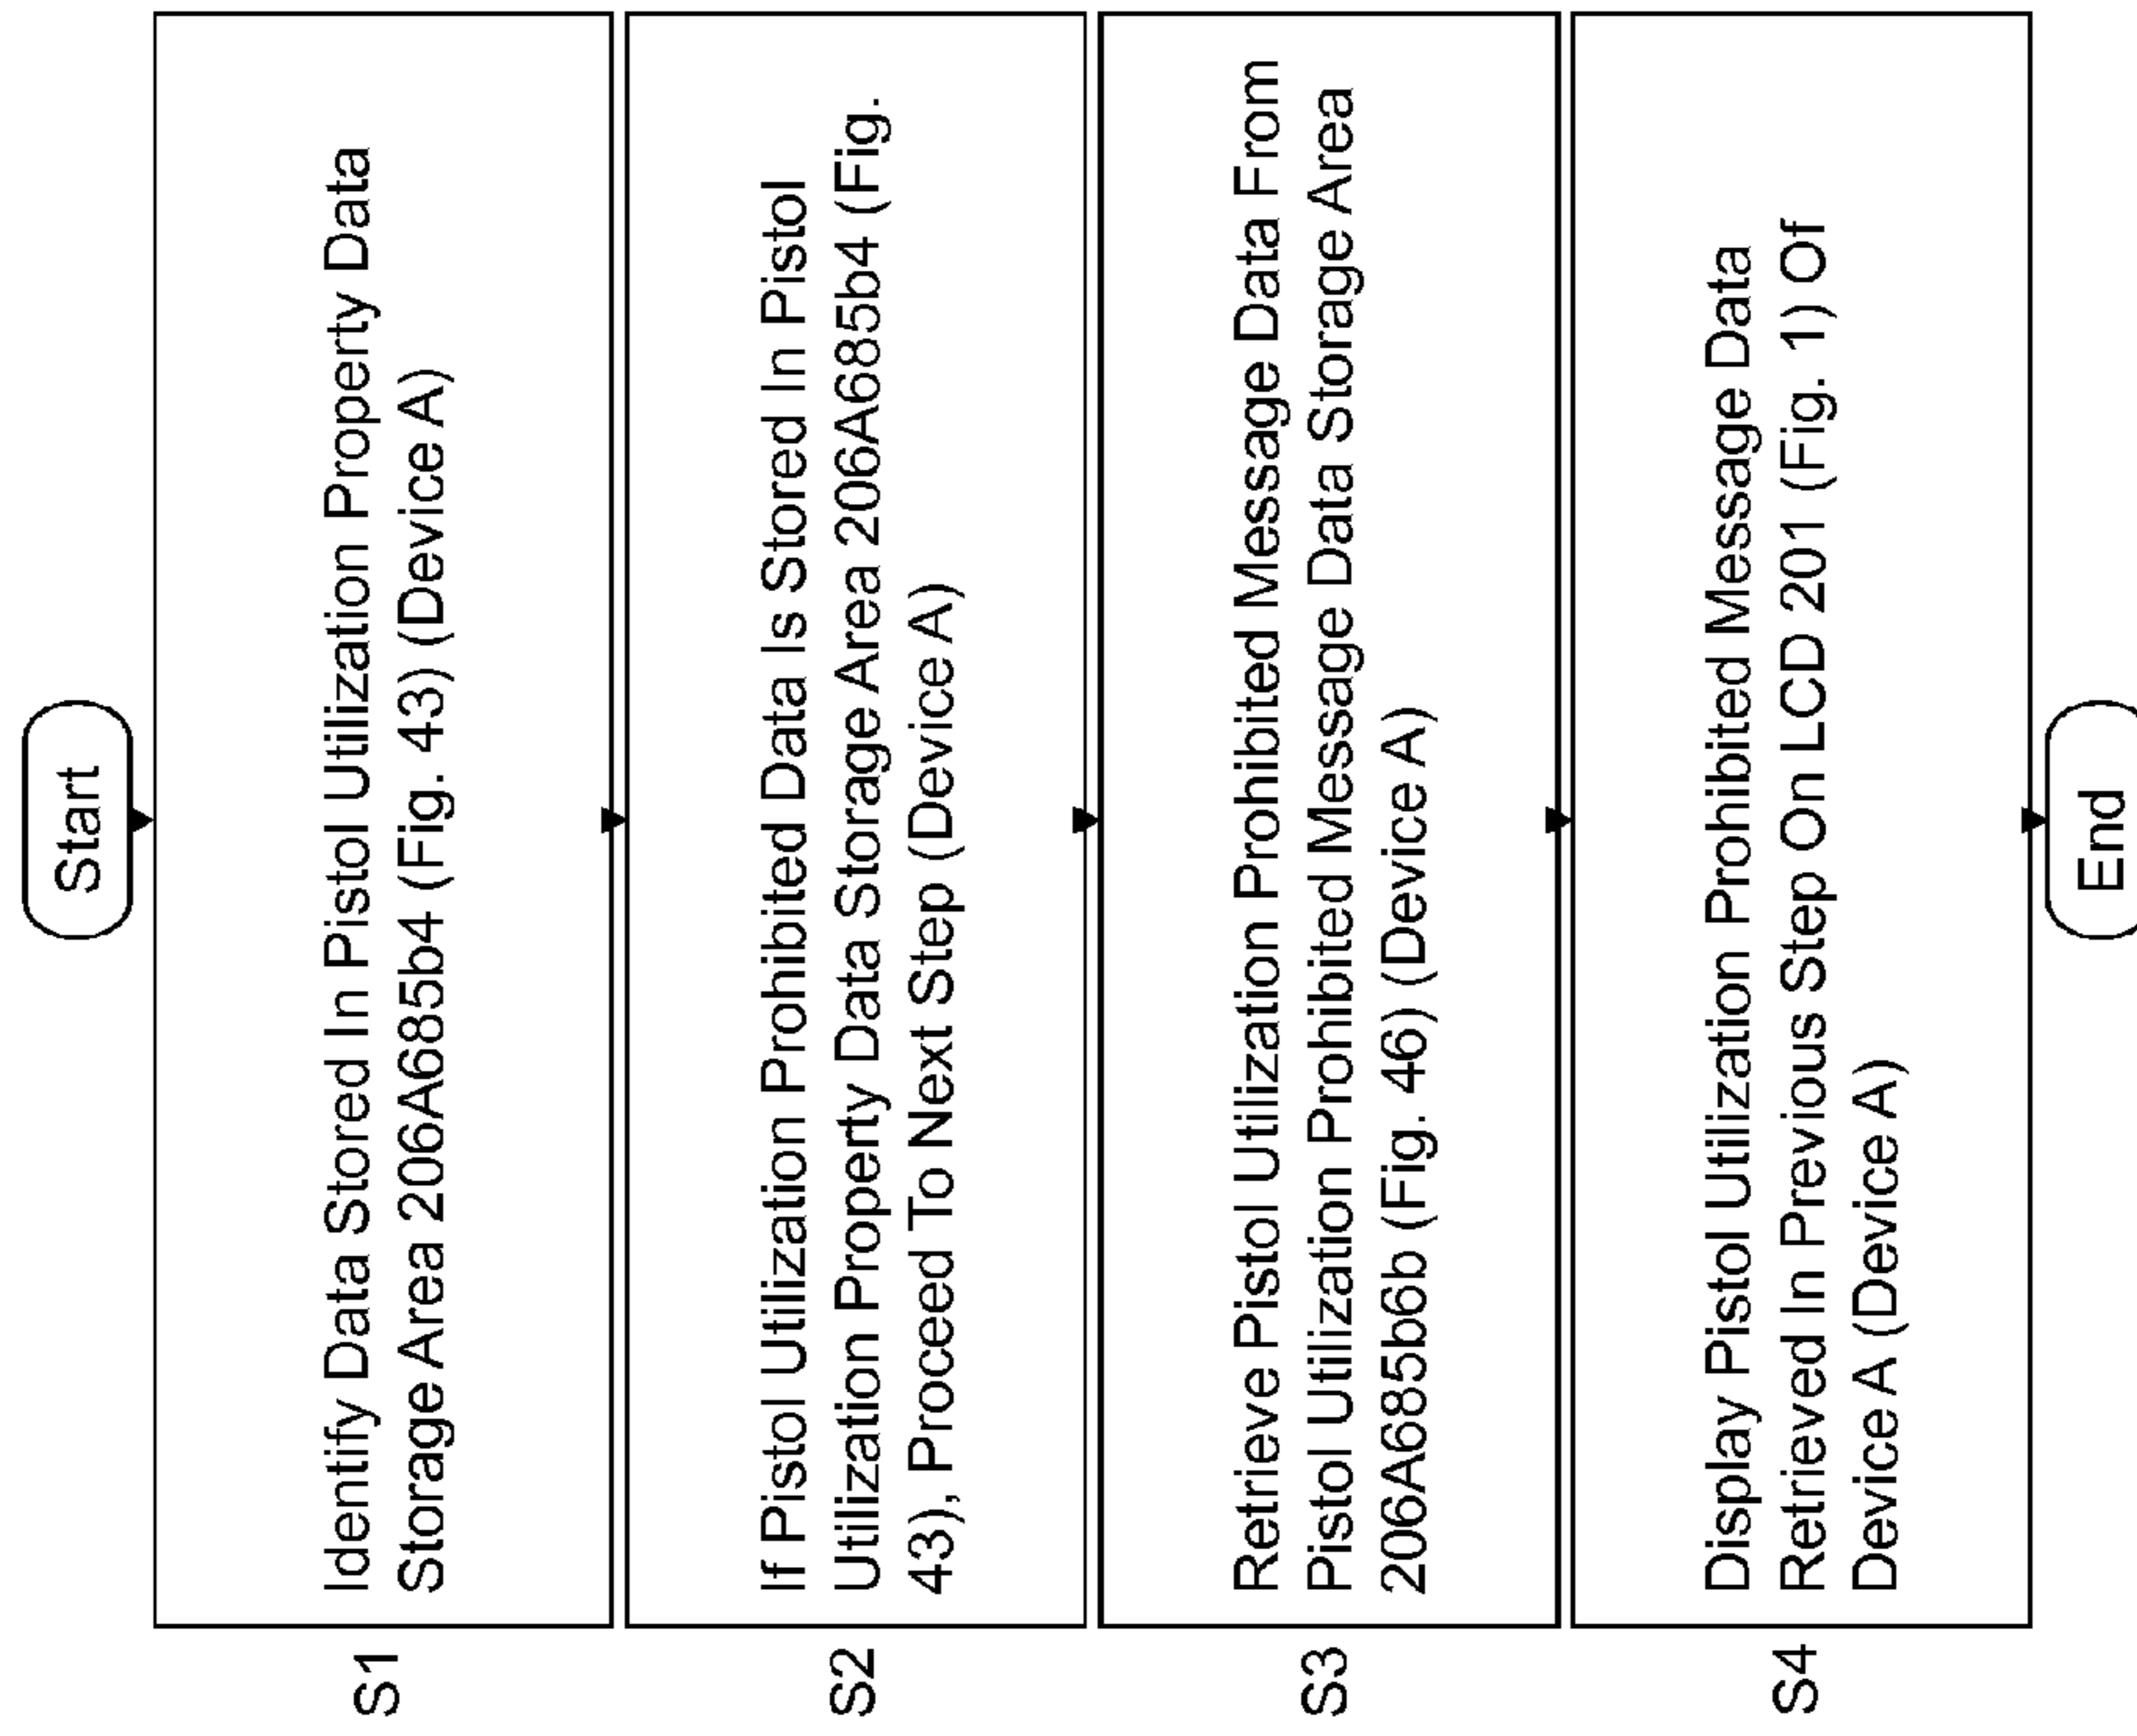 Start
S1
Identify Data Stored In Pistol Utilization Property Data
Storage Area 206A685b4 (Fig. 43) (Device A)
S2
If Pistol Utilization Prohibited Data Is Stored In Pistol
Utilization Property Data Storage Area 206A685b4 (Fig.
43), Proceed To Next Step (Device A)
S3
Retrieve Pistol Utilization Prohibited Message Data From
Pistol Utilization Prohibited Message Data Storage Area
206A685b6b (Fig. 46) (Device A)
S4
Display Pistol Utilization Prohibited Message Data
Retrieved In Previous Step On LCD 201 (Fig. 1) Of
Device A (Device A)
End